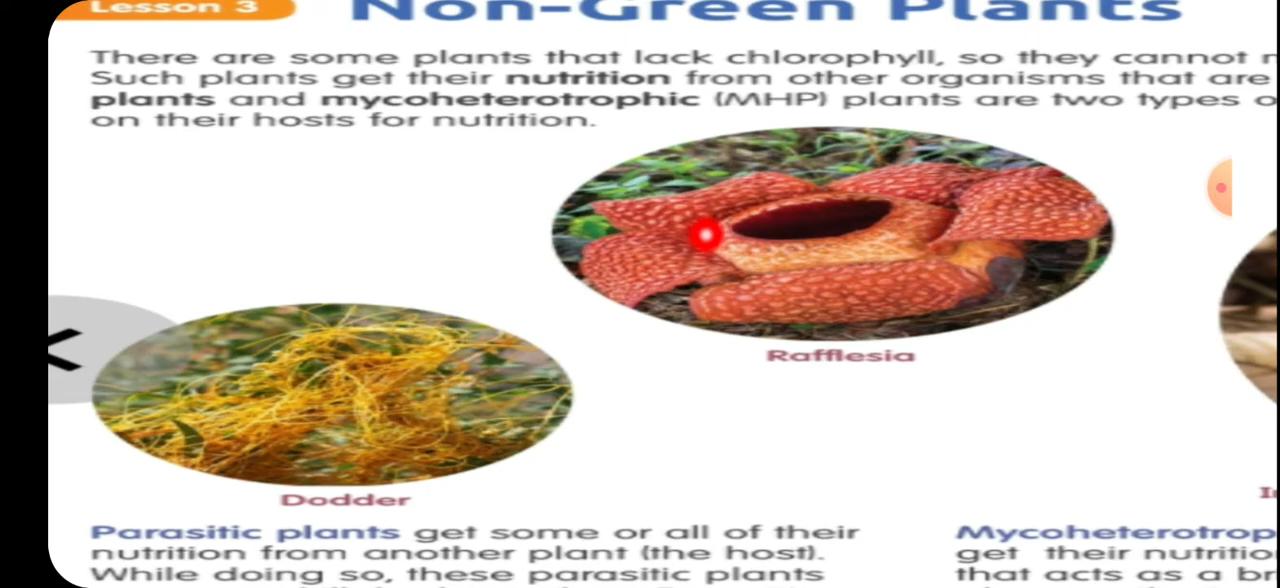 Lesson 3
Non-Green Plants
There are some plants that lack chlorophyll, so they cannot
Such plants get their nutrition from other organisms that are
plants and mycoheterotrophic (MHP) plants are two types
on their hosts for nutrition.
Rafflesia
Dodder
Parasitic plants get some or all of their
nutrition from another plant (the host).
While doing so, these parasitic plants
get their
that acts as a